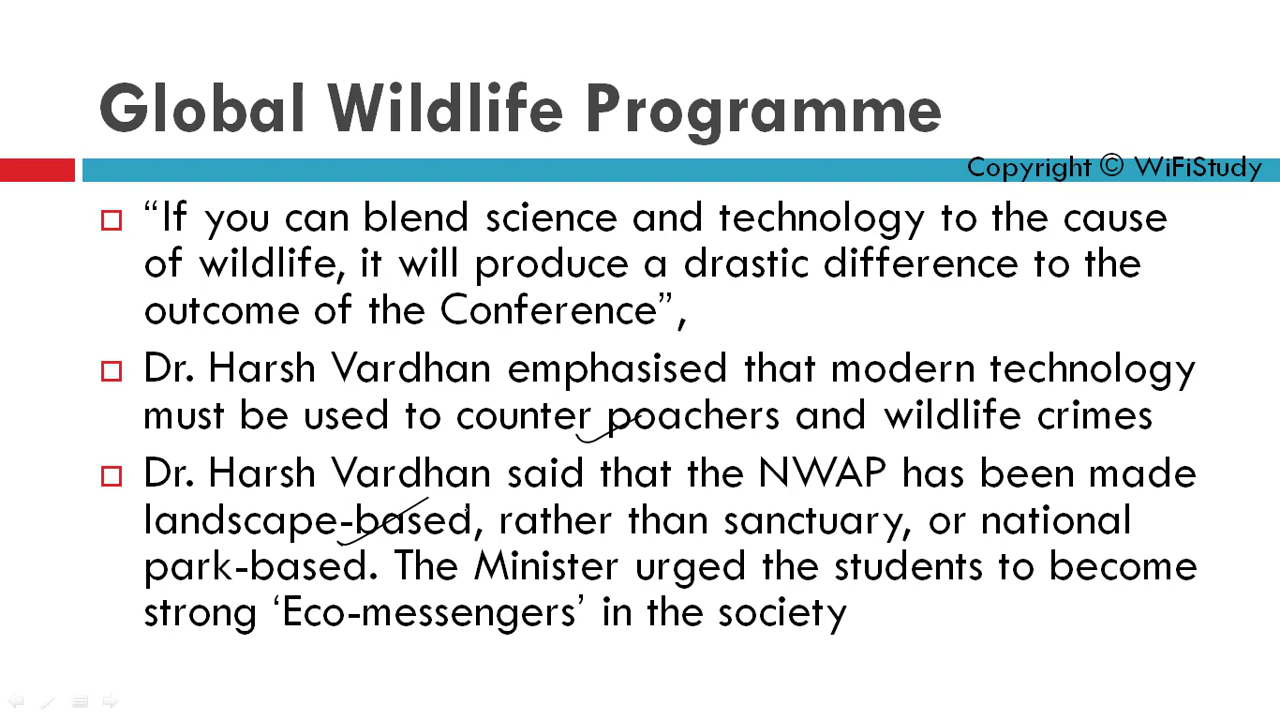 Global Wildlife Programme
Copyright © WiFiStudy
“If you can blend science and technology to the cause
of wildlife, it will produce a drastic difference to the
outcome of the Conference”,
Dr. Harsh Vardhan emphasised that modern technology
must be used to counter poachers and wildlife crimes
Dr. Harsh Vardhan said that the NWAP has been made
landscape-based, rather than sanctuary, or national
park-based. The Minister urged the students to become
strong ‘Eco-messengers’ in the society